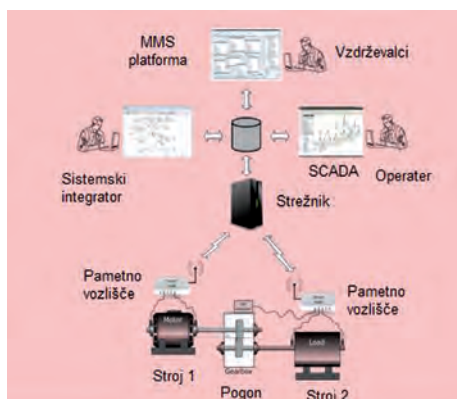 MMS
platforma
Vzdrževalci
Sistemski
integrator
SCADA
Operater
Strežnik
Pametno
vozlišče
Pametno
vozlišče
Motor
Load
Gearbox
Stroj 1
Pogon
Stroj 2